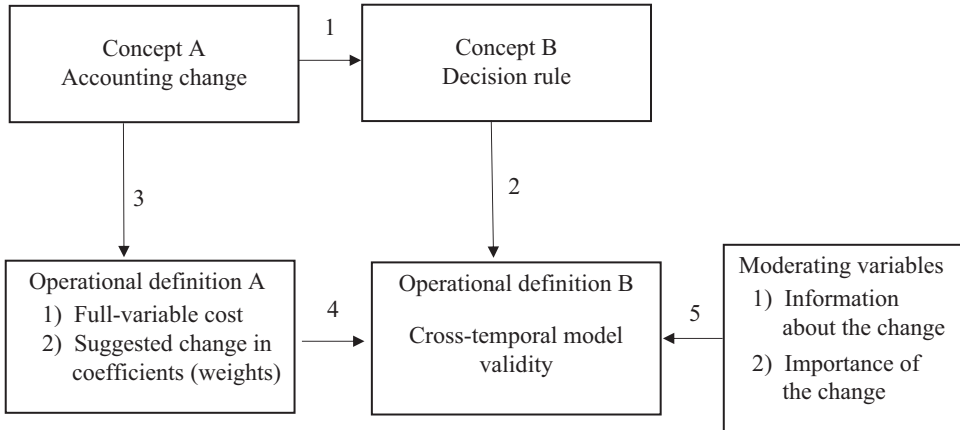 Concept A
Accounting change
1
Concept B
Decision rule
3
2
Operational definition A
1) Full-variable cost
2) Suggested change in
coefficients (weights)
4
Operational definition B
Cross-temporal model
validity
5
Moderating variables
1) Information
about the change
2) Importance of
the change